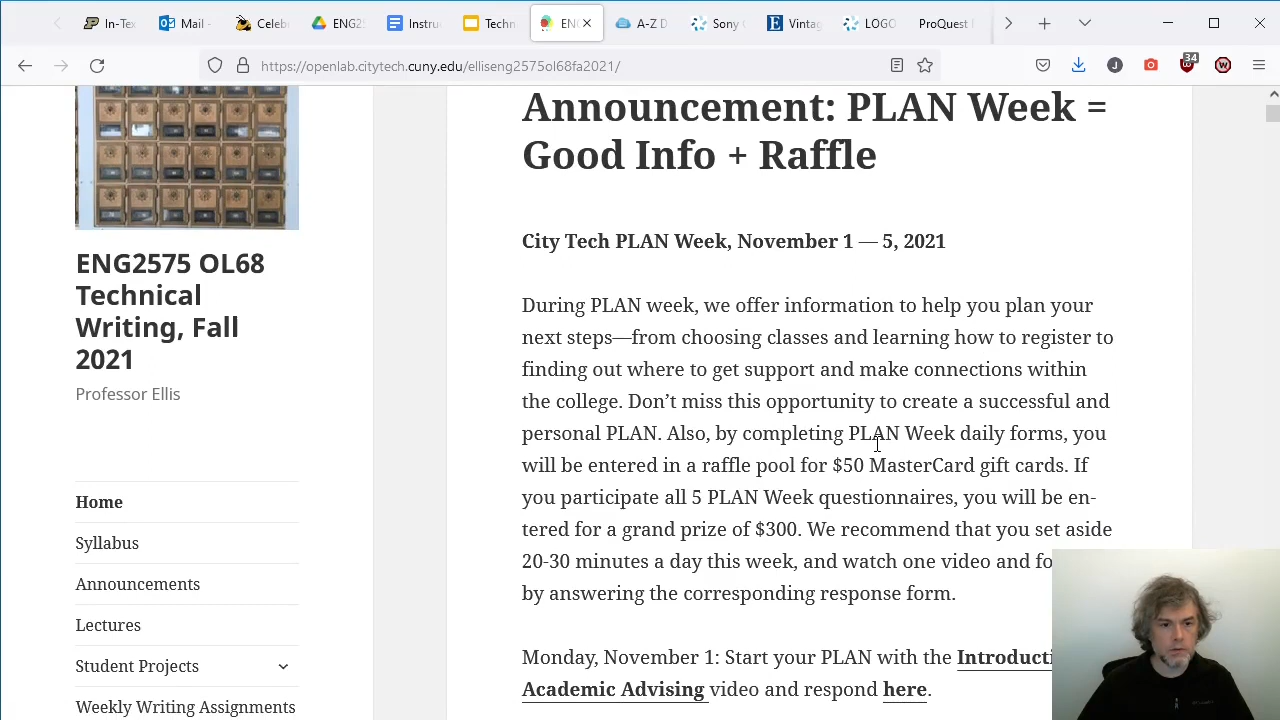 In-Tex
Mail -
Celeb
ENG2
Instru
Techn
EN
A-Z D
Sony
Vintag
LOGO
ProQuest
https://openlab.citytech.cuny.edu/ellieng2575ol68fa2021/
34
Announcement: PLAN Week =
Good Info + Raffle
City Tech PLAN Week, November 1 — 5, 2021
During PLAN week, we offer information to help you plan your
next steps—from choosing classes and learning how to register to
finding out where to get support and make connections within
the college. Don’t miss this opportunity to create a successful and
personal PLAN. Also, by completing PLAN Week daily forms, you
will be entered in a raffle pool for $50 MasterCard gift cards. If
you participate all 5 PLAN Week questionnaires, you will be en-
tered for a grand prize of $300. We recommend that you set aside
20-30 minutes a day this week, and watch one video and fo
by answering the corresponding response form.
Monday, November 1: Start your PLAN with the Introducti
Academic Advising video and respond here.
ENG2575 OL68
Technical
Writing, Fall
2021
Professor Ellis
Home
Syllabus
Announcements
Lectures
Student Projects
Weekly Writing Assignments